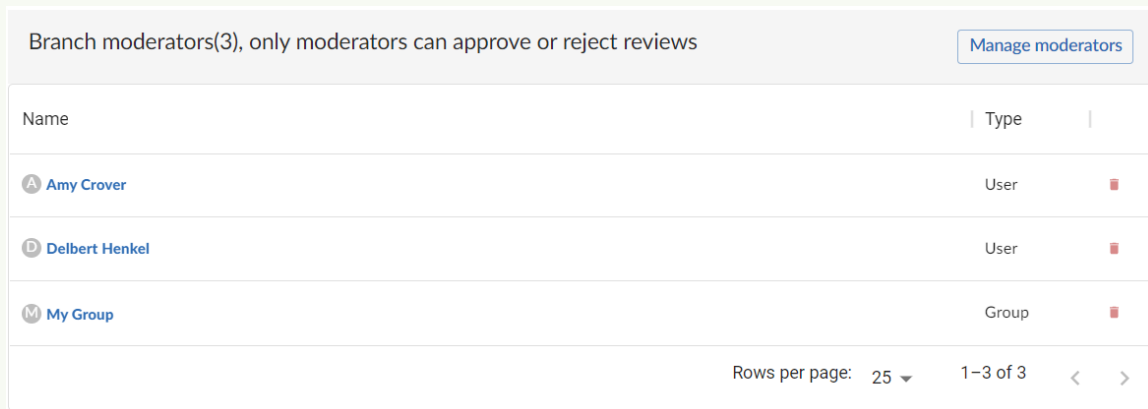 Branch moderators(3), only moderators can approve or reject reviews
Manage moderators
Name Type
A Amy Crover User
D Delbert Henkel User
M My Group Group
Rows per page: 25 1–3 of 3